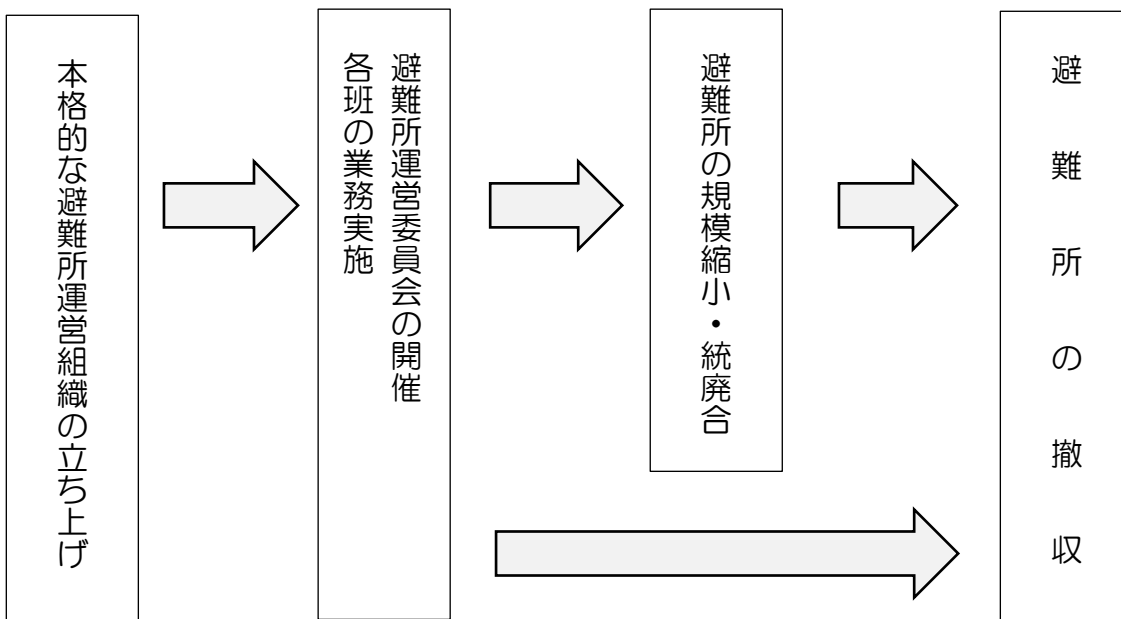 本格的な避難所運営組織の立ち上げ
避難所運営委員会の開催
各班の業務実施
避難所の規模縮小・統廃合
避難所の撤収